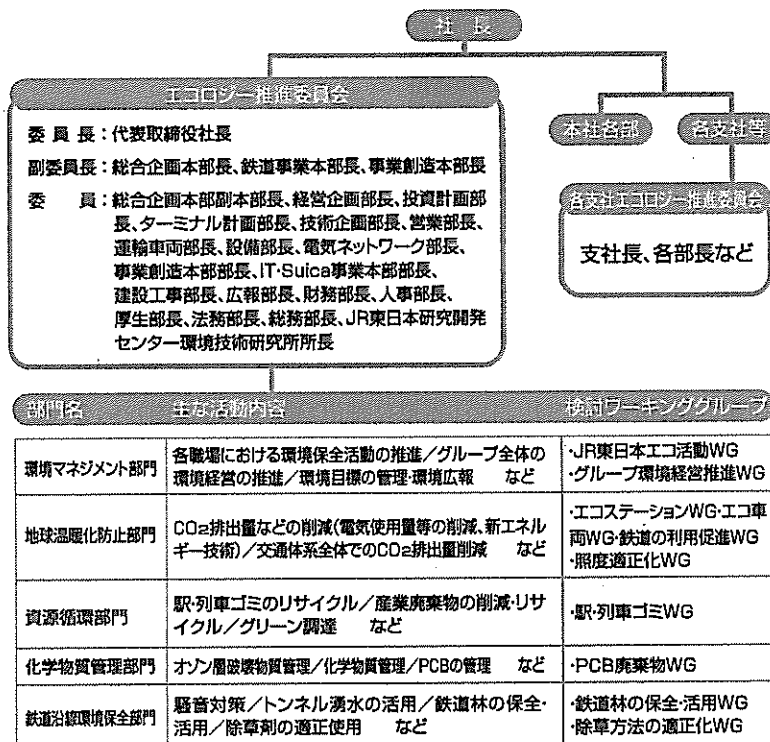 社 長
エコロジー推進委員会
委 員 長：代表取締役社長
副委員長：総合企画本部長、鉄道事業本部長、事業創造本部長
委　　員：総合企画本部副本部長、経営企画部長、投資計画部
長、ターミナル計画部長、技術企画部長、営業部長、
運輸車両部長、設備部長、電気ネットワーク部長、
事業創造本部部長、IT･Suica事業本部部長、
建設工事部長、広報部長、財務部長、人事部長、
厚生部長、法務部長、総務部長、JR東日本研究開発
センター環境技術研究所所長
本社各部
各支社等
各支社エコロジー推進委員会
支社長、各部長など
部門名 主な活動内容 検討ワーキンググループ
環境マネジメント部門
各職場における環境保全活動の推進／グループ全体の
環境経営の推進／環境目標の管理･環境広報　など
･JR東日本エコ活動WG
･グループ環境経営推進WG
地球温暖化防止部門
CO2排出量などの削減(電気使用量等の削減、新エネル
ギー技術)／交通体系全体でのCO2排出量削減　など
･エコステーションWG･エコ車
両WG･鉄道の利用促進WG
･照度適正化WG
資源循環部門
駅･列車ゴミのリサイクル／産業廃棄物の削減･リサ
イクル／グリーン調達　など
･駅･列車ゴミWG
化学物質管理部門
オゾン層破壊物質管理／化学物質管理／PCBの管理　など
･PCB廃棄物WG
鉄道沿線環境保全部門
騒音対策／トンネル湧水の活用／鉄道林の保全･
活用／除草剤の適正使用　など
･鉄道林の保全･活用WG
･除草方法の適正化WG